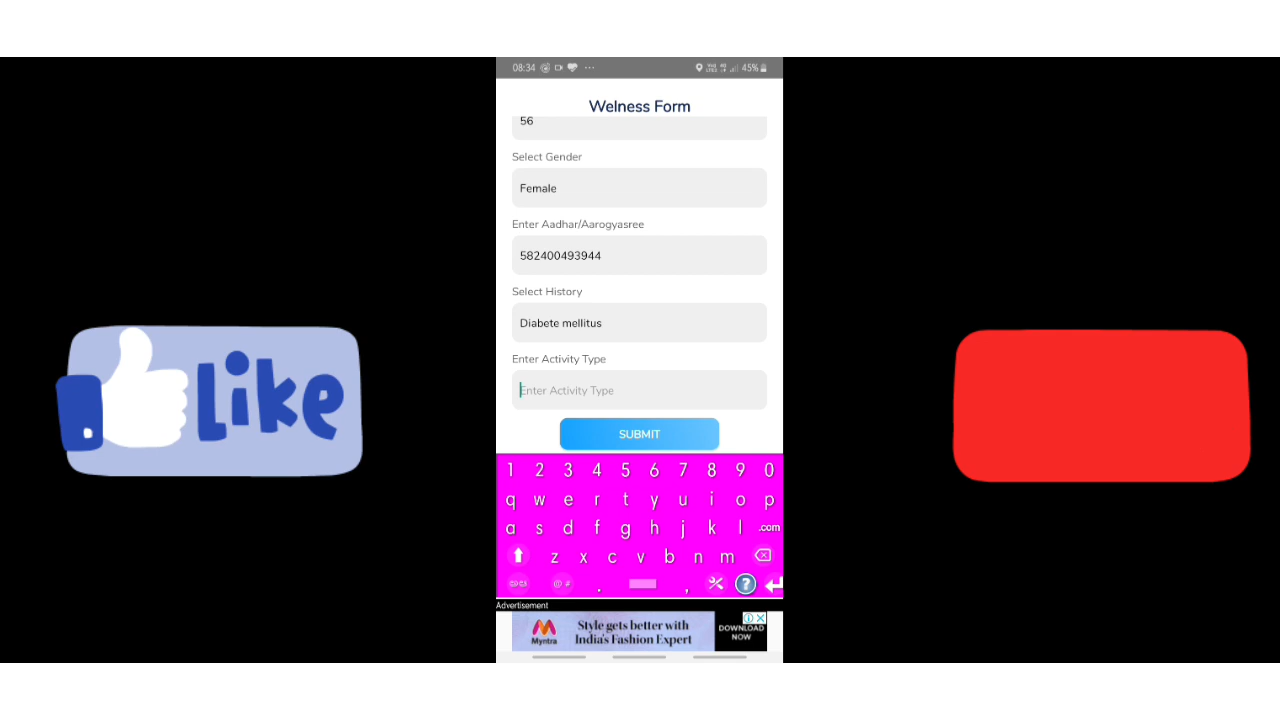 08:34 45%
Welness Form
56
Select Gender
Female
Enter Aadhar/Aarogyasree
582400493944
Select History
Diabete mellitus
Enter Activity Type
Enter Activity Type
SUBMIT
Like
1 2 3 4 5 6 7 8 9 0
q w e r t y u i o p
a s d f g h j k l .com
z x c v b n m
@ # . , ?
Advertisement
Myntra
Style gets better with
India's Fashion Expert
DOWNLOAD
NOW